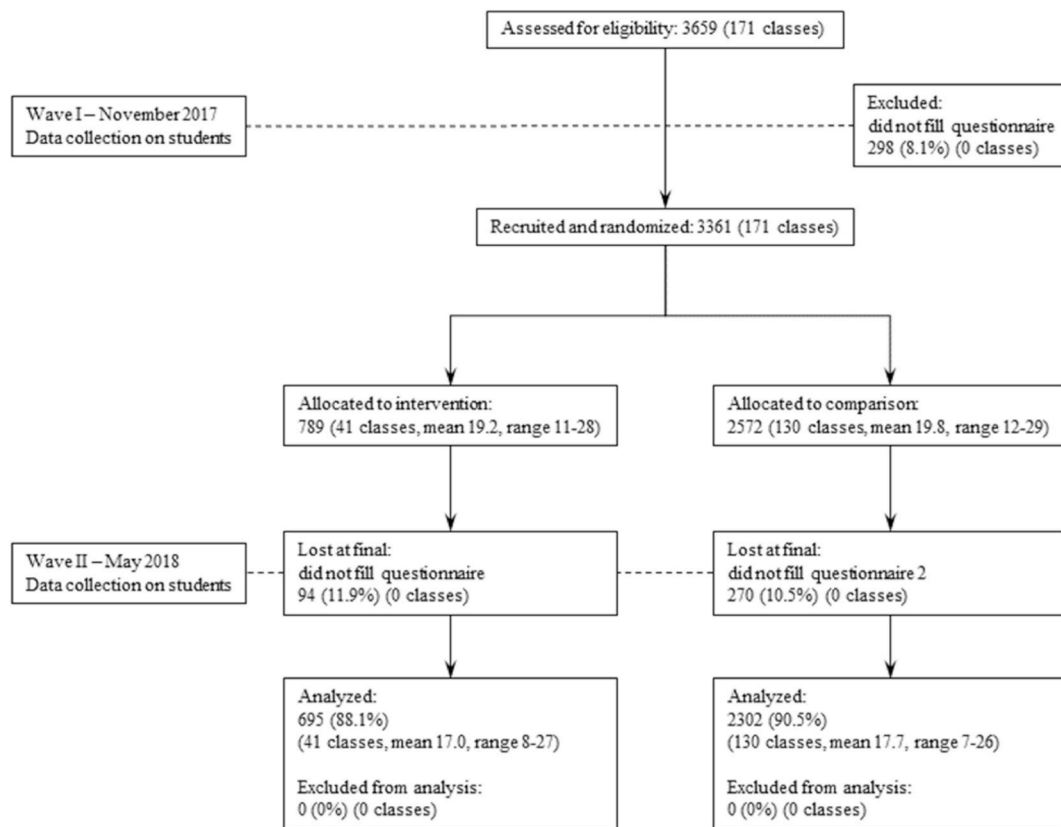 Assessed for eligibility: 3659 (171 classes)
Wave I – November 2017
Data collection on students
Excluded:
did not fill questionnaire
298 (8.1%) (0 classes)
Recruited and randomized: 3361 (171 classes)
Allocated to intervention:
789 (41 classes, mean 19.2, range 11-28)
Allocated to comparison:
2572 (130 classes, mean 19.8, range 12-29)
Wave II – May 2018
Data collection on students
Lost at final:
did not fill questionnaire
94 (11.9%) (0 classes)
Lost at final:
did not fill questionnaire 2
270 (10.5%) (0 classes)
Analyzed:
695 (88.1%)
(41 classes, mean 17.0, range 8-27)
Excluded from analysis:
0 (0%) (0 classes)
Analyzed:
2302 (90.5%)
(130 classes, mean 17.7, range 7-26)
Excluded from analysis:
0 (0%) (0 classes)